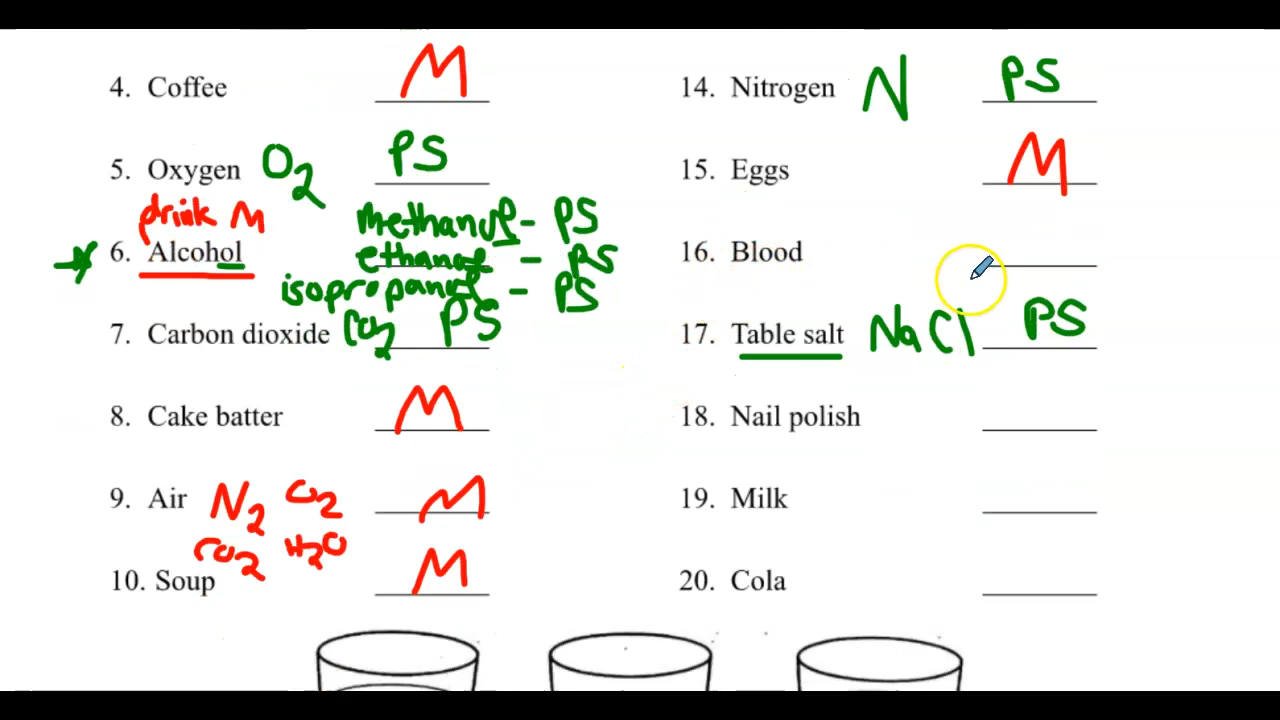 4. Coffee M
5. Oxygen O2 PS
drink M methanol - PS
6. Alcohol ethanol - PS
isopropanol - PS
7. Carbon dioxide CO2 PS
8. Cake batter M
9. Air N2 O2 M
CO2 H2O
10. Soup M
14. Nitrogen N PS
15. Eggs M
16. Blood
17. Table salt NaCl PS
18. Nail polish
19. Milk
20. Cola